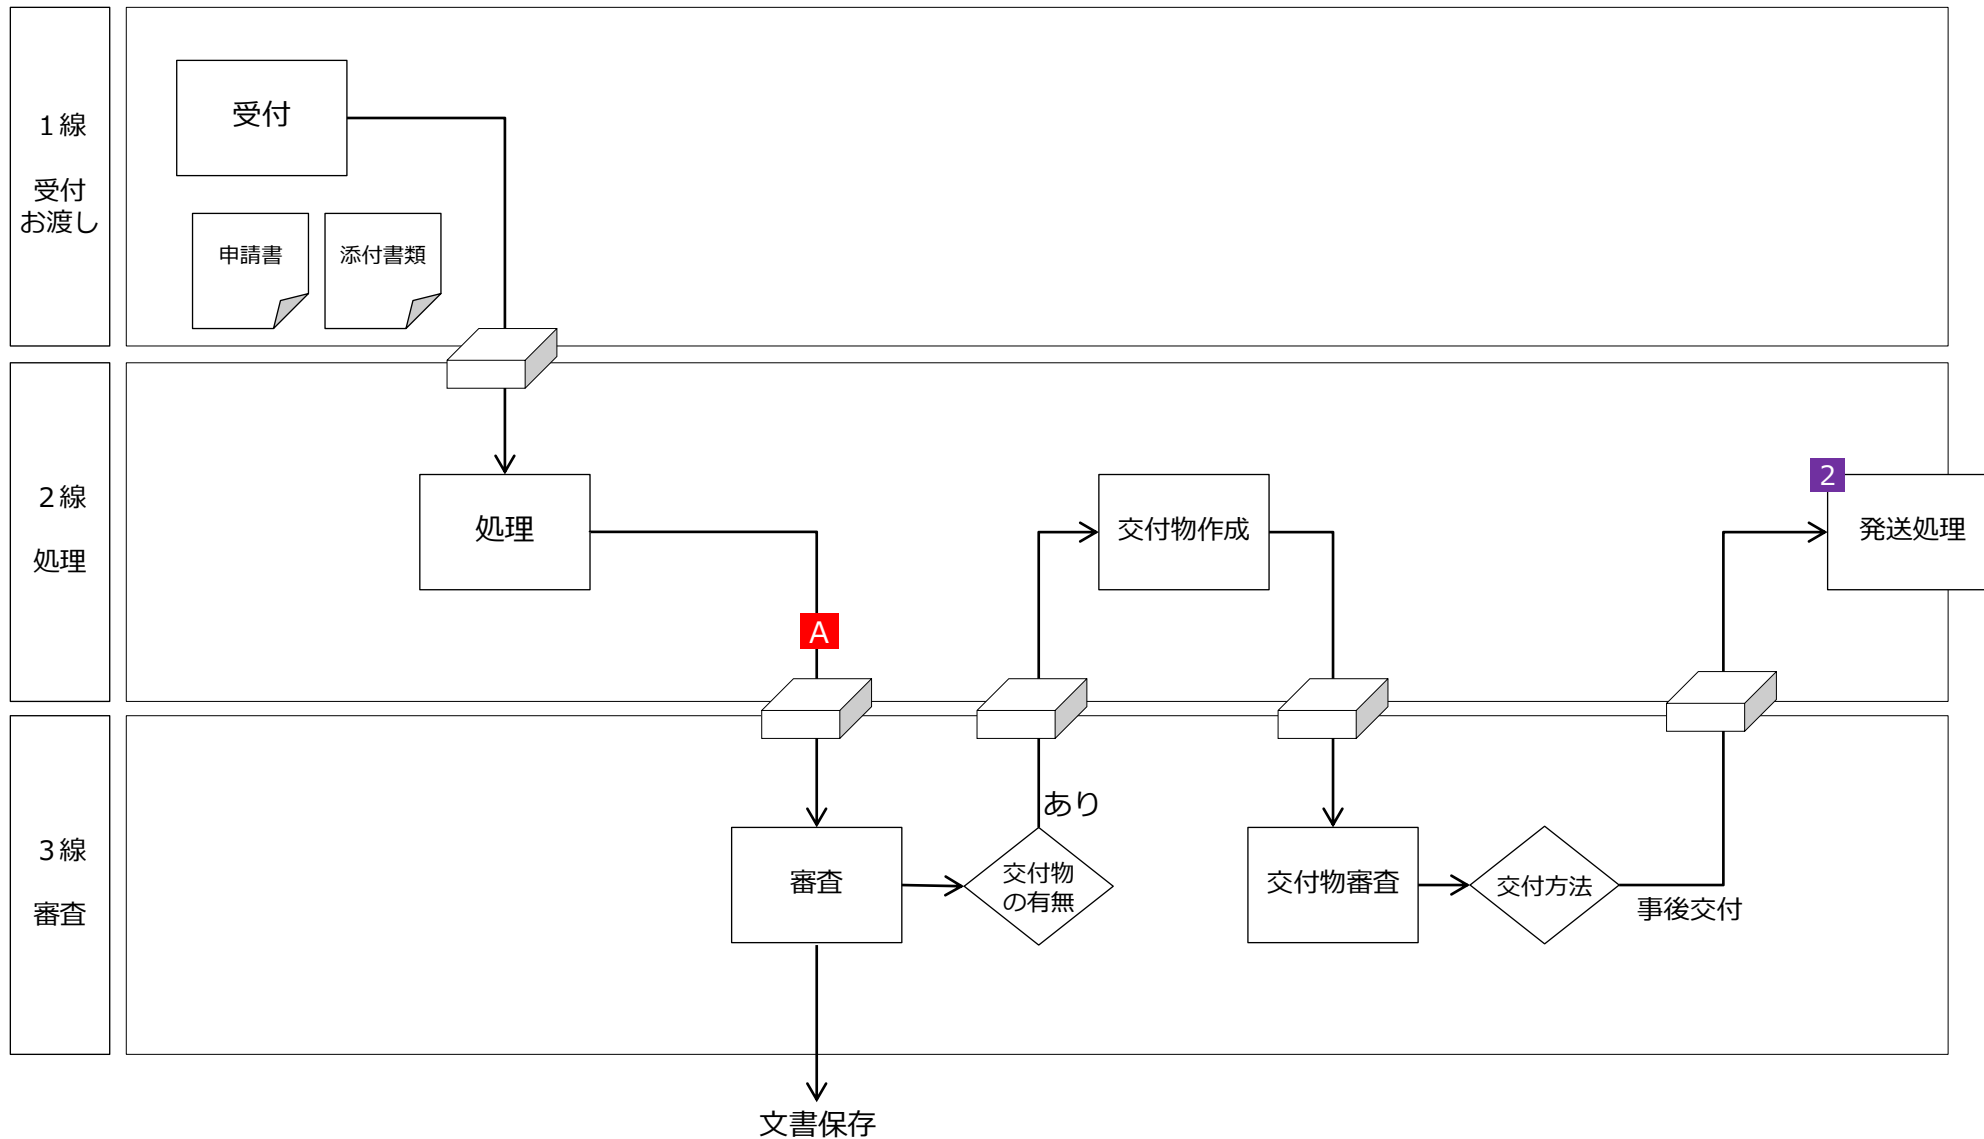 １線
受付
お渡し
受付
申請書
添付書類
２線
処理
処理
A
交付物作成
2
発送処理
３線
審査
審査
あり
交付物
の有無
交付物審査
交付方法
事後交付
文書保存